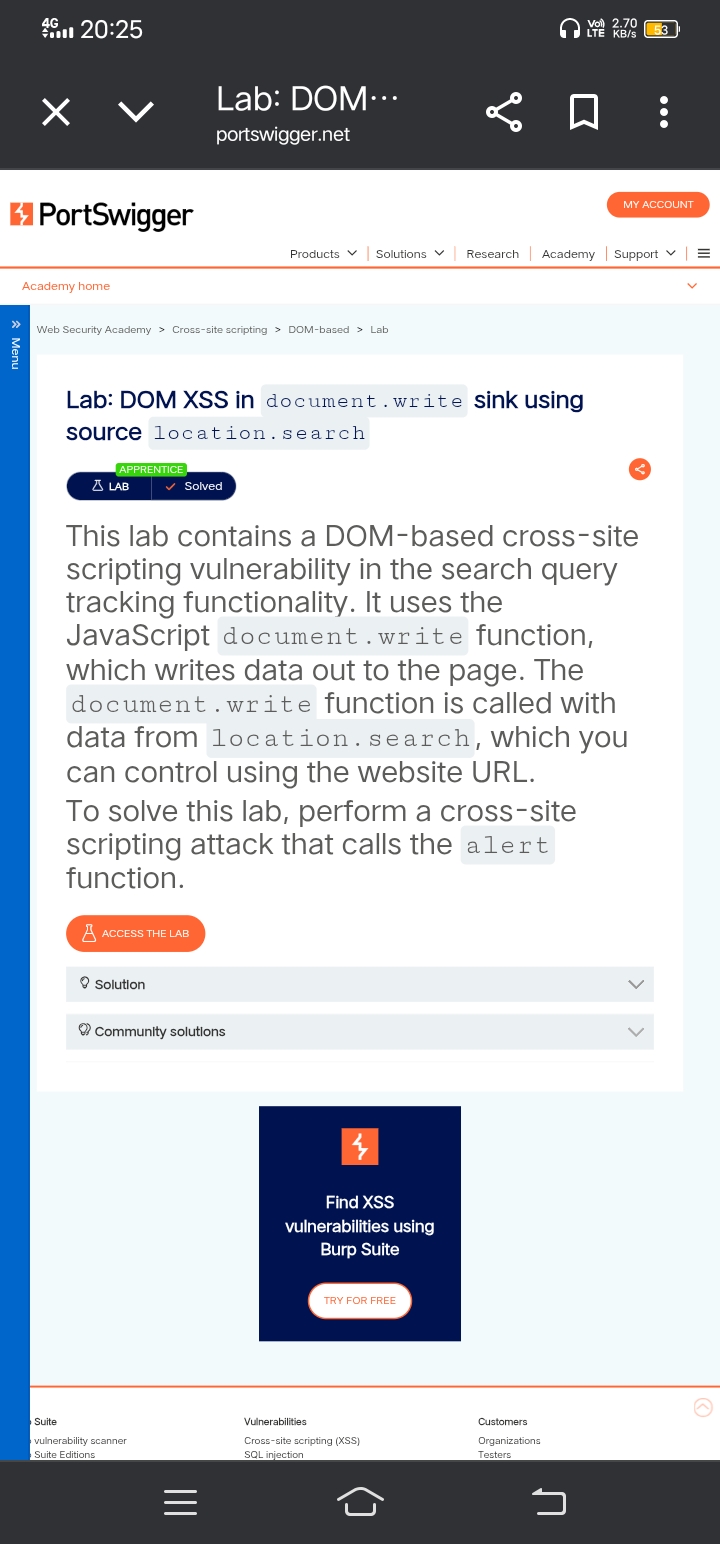 4G 20:25 Vo) LTE 2.70 KB/s 53
Lab: DOM···
portswigger.net
PortSwigger
MY ACCOUNT
Products Solutions Research Academy Support
Academy home
Menu
Web Security Academy > Cross-site scripting > DOM-based > Lab
Lab: DOM XSS in document.write sink using
source location.search
APPRENTICE
LAB Solved
This lab contains a DOM-based cross-site
scripting vulnerability in the search query
tracking functionality. It uses the
JavaScript document.write function,
which writes data out to the page. The
document.write function is called with
data from location.search, which you
can control using the website URL.
To solve this lab, perform a cross-site
scripting attack that calls the alert
function.
ACCESS THE LAB
Solution
Community solutions
Find XSS
vulnerabilities using
Burp Suite
TRY FOR FREE
Suite Vulnerabilities Customers
vulnerability scanner Cross-site scripting (XSS) Organizations
Suite Editions SQL injection Testers